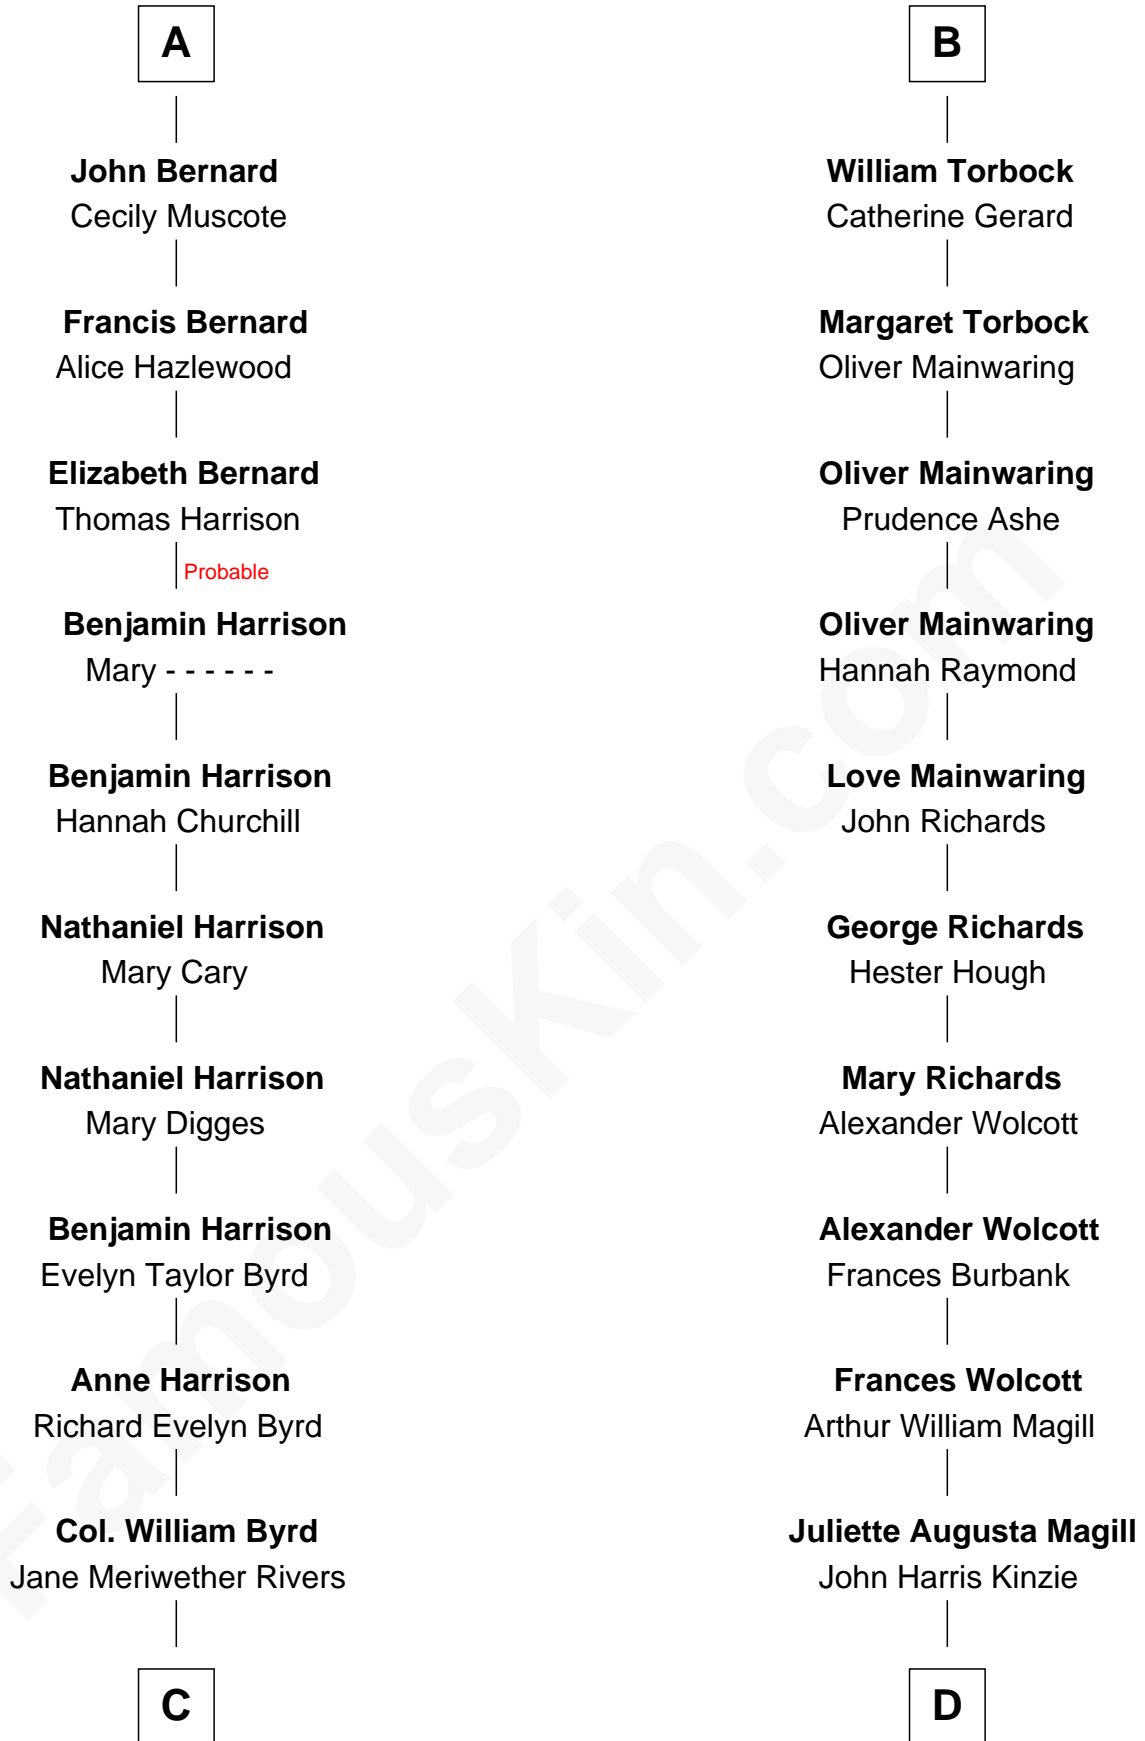 A
John Bernard
Cecily Muscote
Francis Bernard
Alice Hazlewood
Elizabeth Bernard
Thomas Harrison
Probable
Benjamin Harrison
Mary - - - - - -
Benjamin Harrison
Hannah Churchill
Nathaniel Harrison
Mary Cary
Nathaniel Harrison
Mary Digges
Benjamin Harrison
Evelyn Taylor Byrd
Anne Harrison
Richard Evelyn Byrd
Col. William Byrd
Jane Meriwether Rivers
C
B
William Torbock
Catherine Gerard
Margaret Torbock
Oliver Mainwaring
Oliver Mainwaring
Prudence Ashe
Oliver Mainwaring
Hannah Raymond
Love Mainwaring
John Richards
George Richards
Hester Hough
Mary Richards
Alexander Wolcott
Alexander Wolcott
Frances Burbank
Frances Wolcott
Arthur William Magill
Juliette Augusta Magill
John Harris Kinzie
D
FamousKin.com